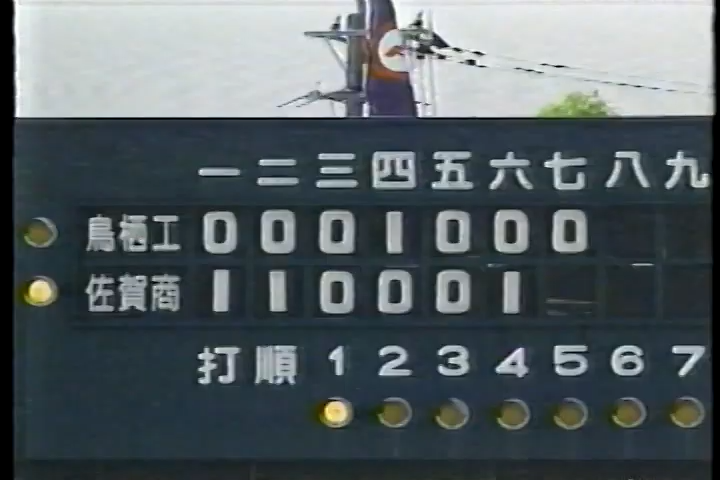 一 二 三 四 五 六 七 八 九
鳥栖工 0 0 0 1 0 0 0
佐賀商 1 1 0 0 0 1
打順 1 2 3 4 5 6 7